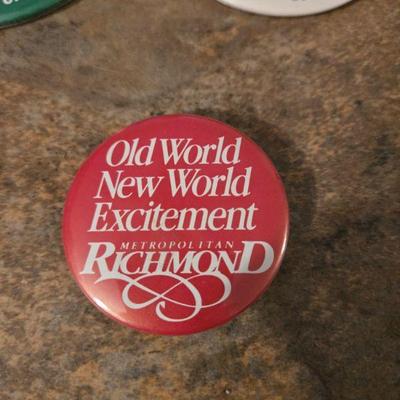 Old World
New World
Excitement
METROPOLITAN
RICHMOND